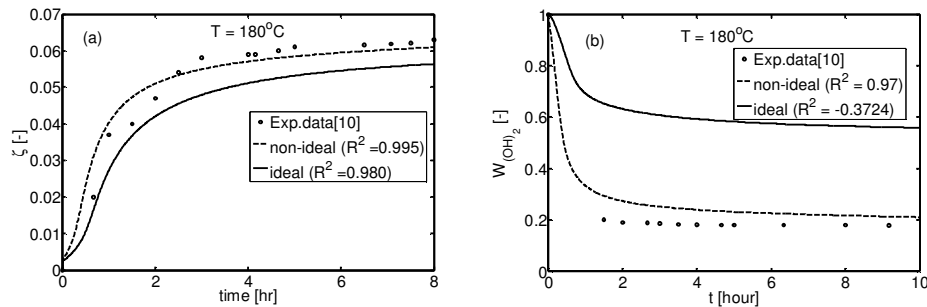 (a)
T = 180°C
0.07
0.06
0.05
0.04
0.03
0.02
0.01
0
ζ [-]
Exp.data[10]
non-ideal (R² =0.995)
ideal (R² =0.980)
0
2
4
6
8
time [hr]
(b)
T = 180°C
1
0.8
0.6
0.4
0.2
0
W(OH)₂ [-]
Exp.data[10]
non-ideal (R² = 0.97)
ideal (R² = -0.3724)
0
2
4
6
8
10
t [hour]